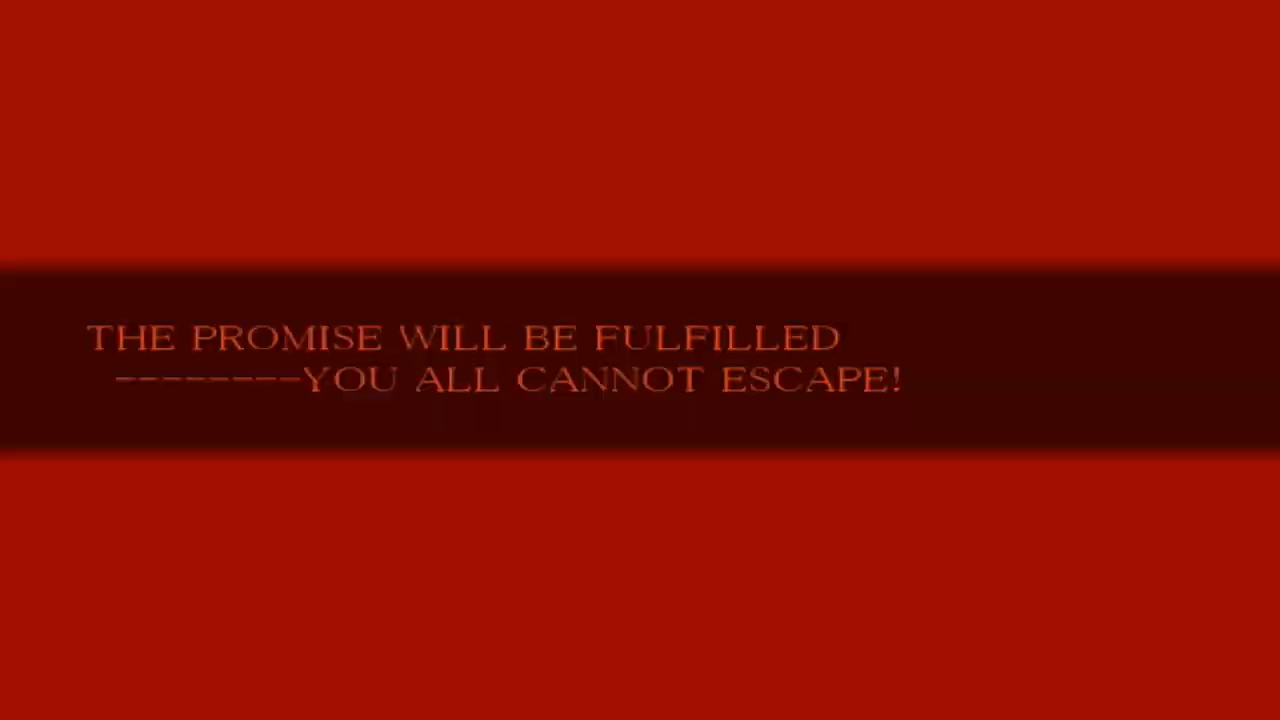 THE PROMISE WILL BE FULFILLED
--------YOU ALL CANNOT ESCAPE!